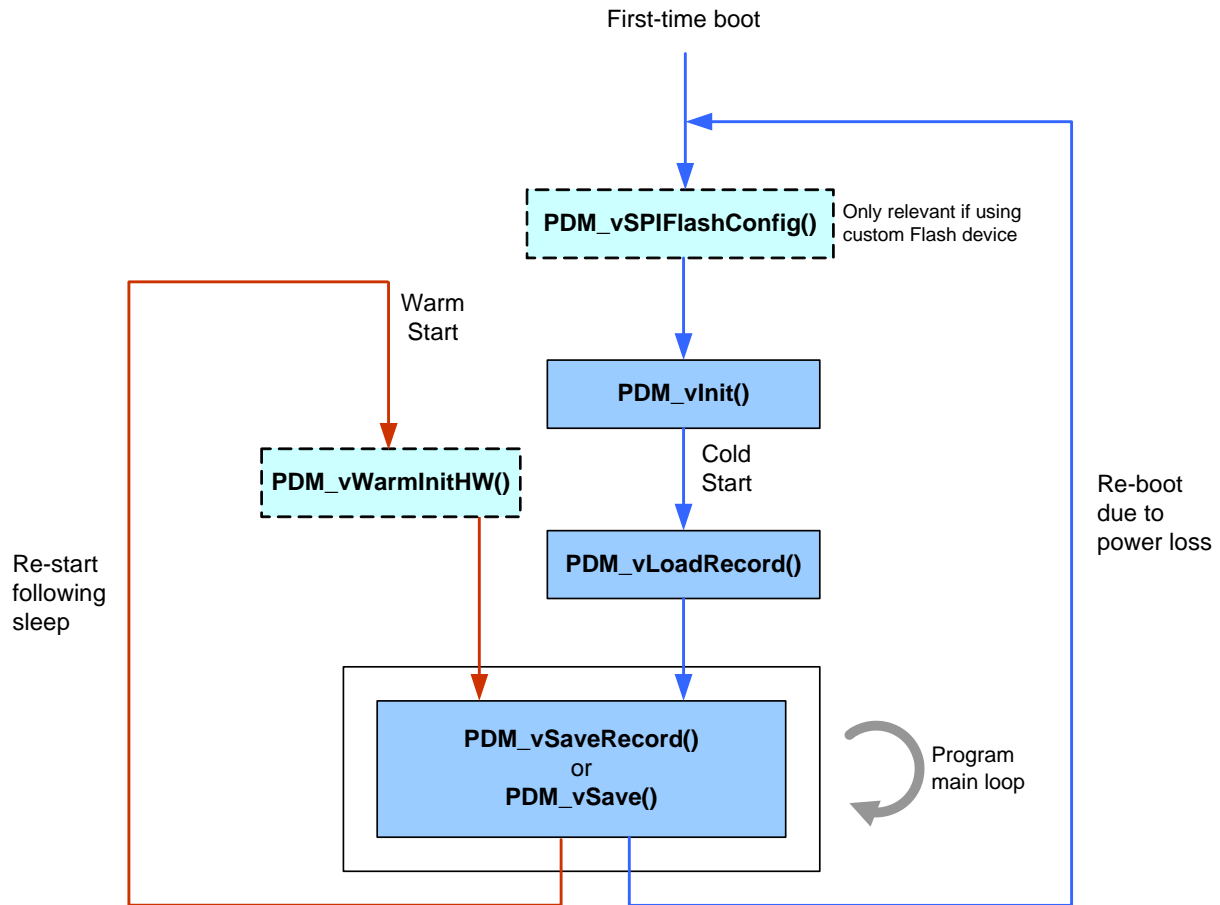 First-time boot
PDM_vSPIFlashConfig()
Only relevant if using
custom Flash device
Warm
Start
PDM_vInit()
Cold
Start
PDM_vWarmInitHW()
Re-boot
due to
power loss
PDM_vLoadRecord()
Re-start
following
sleep
PDM_vSaveRecord()
or
PDM_vSave()
Program
main loop